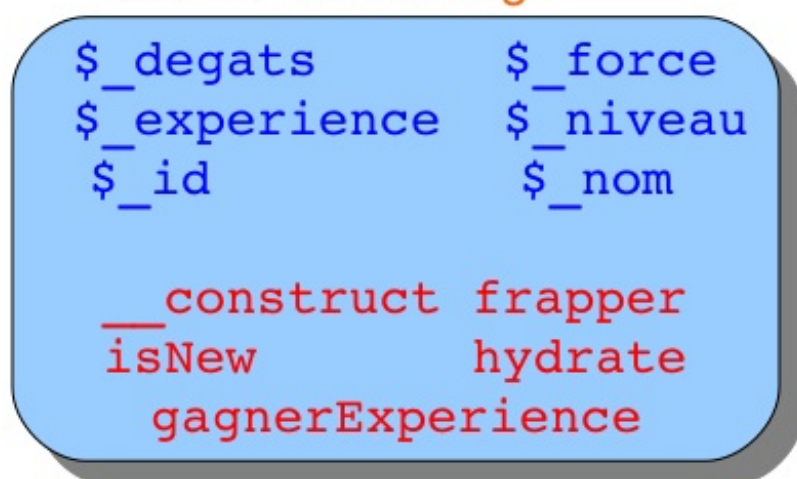 $_degats $_force
$_experience $_niveau
$_id $_nom
__construct frapper
isNew hydrate
gagnerExperience